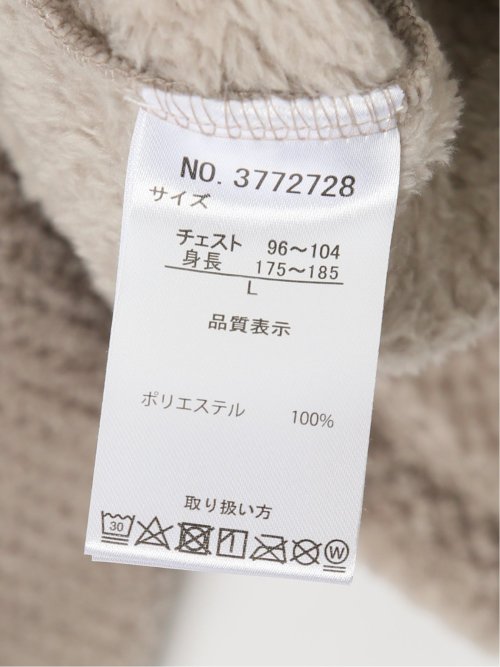 NO. 3772728
サイズ
チェスト 96～104
身長 175～185
L
品質表示
ポリエステル 100%
取り扱い方
30 W